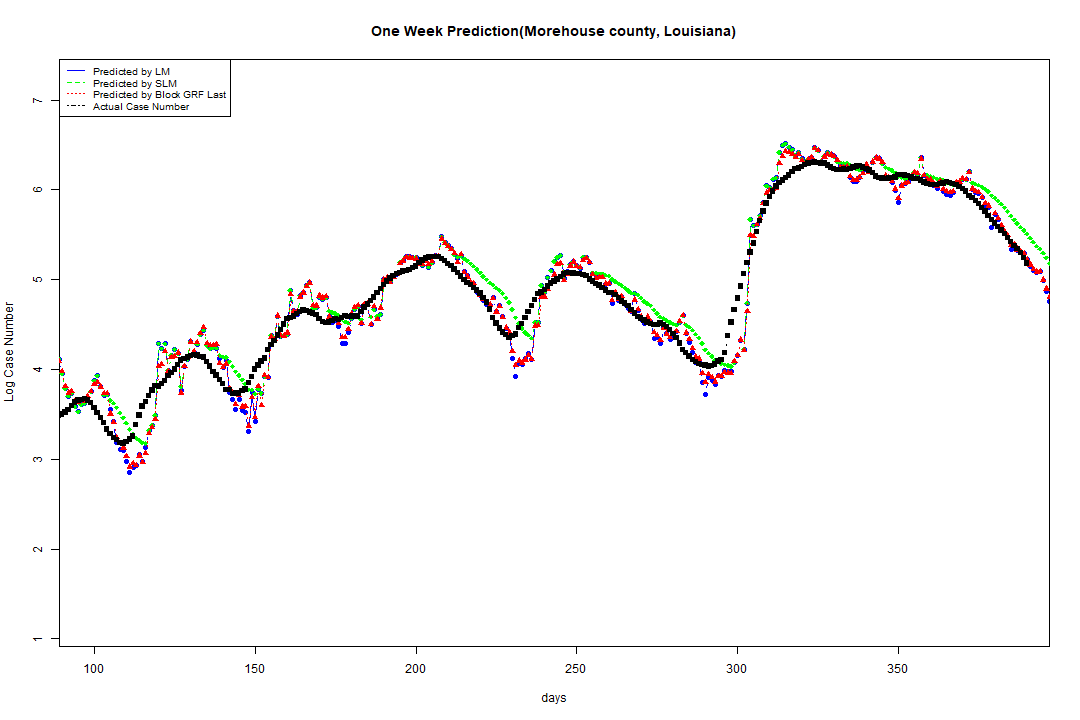 One Week Prediction(Morehouse county, Louisiana)
Predicted by LM
Predicted by SLM
Predicted by Block GRF Last
Actual Case Number
7
6
5
4
3
2
1
Log Case Number
100 150 200 250 300 350
days